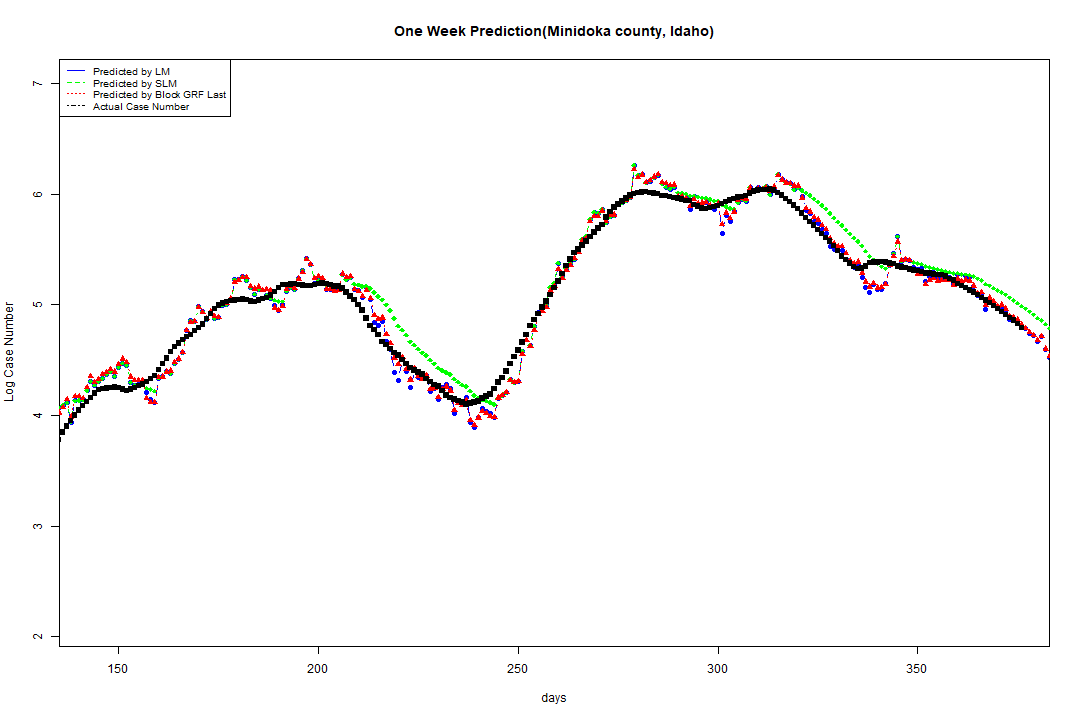 One Week Prediction(Minidoka county, Idaho)
Predicted by LM
Predicted by SLM
Predicted by Block GRF Last
Actual Case Number
7
6
5
4
3
2
Log Case Number
150 200 250 300 350
days